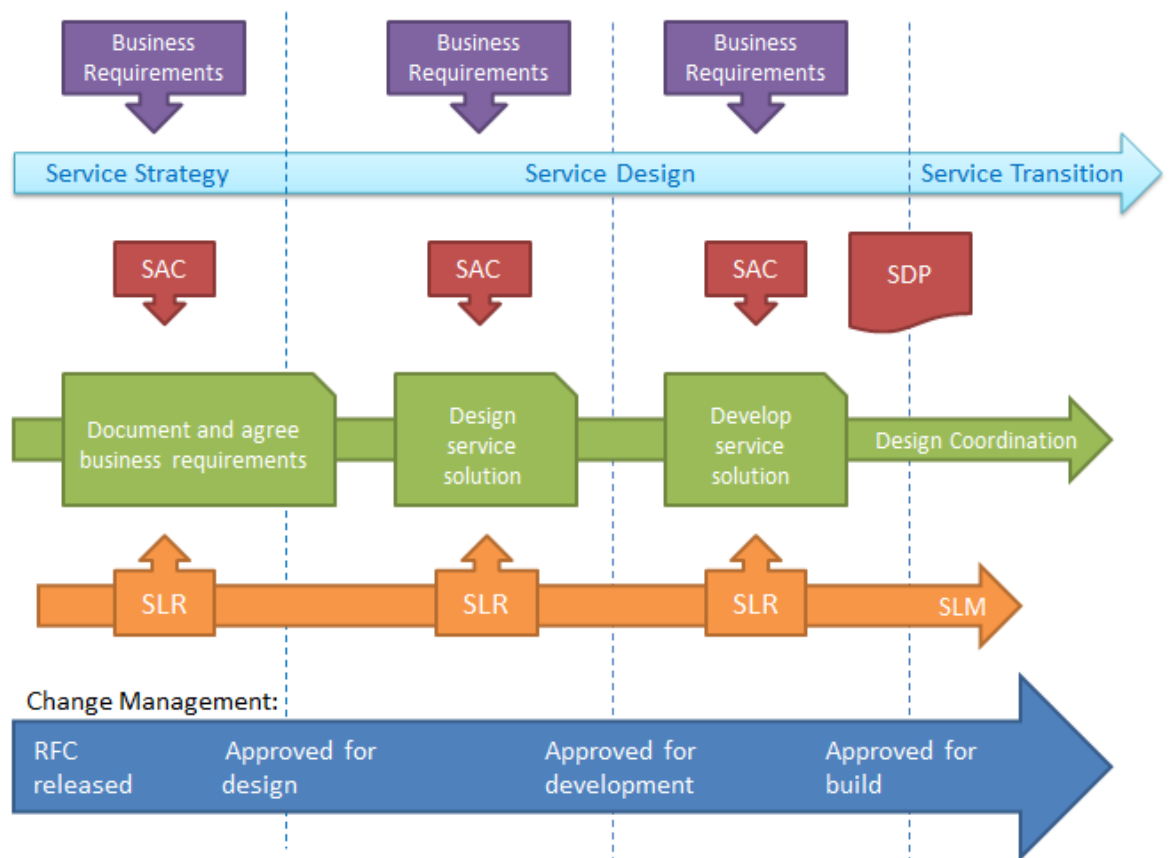 Business
Requirements
Business
Requirements
Business
Requirements
Service Strategy
Service Design
Service Transition
SAC
SAC
SAC
SDP
Document and agree
business requirements
Design
service
solution
Develop
service
solution
Design Coordination
SLR
SLR
SLR
SLM
Change Management:
RFC
released
Approved for
design
Approved for
development
Approved for
build